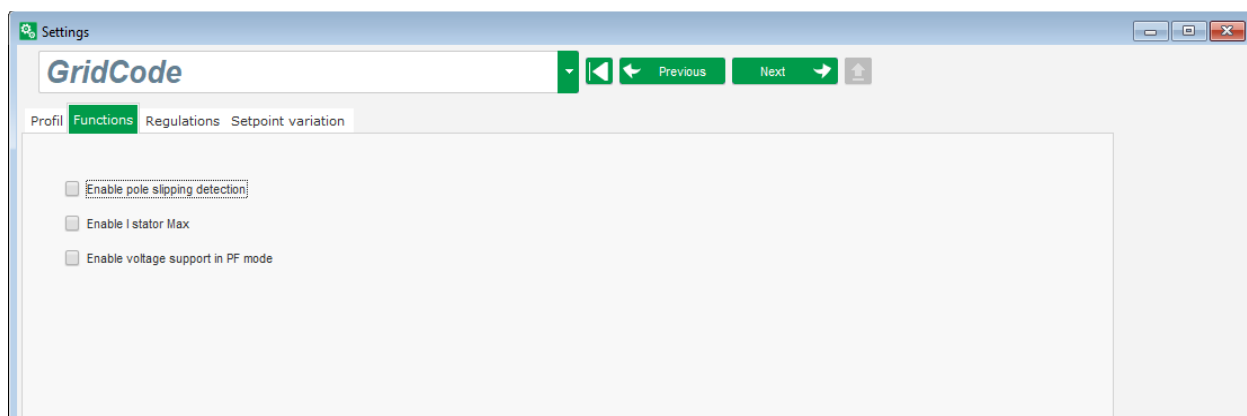 Settings
GridCode
Previous Next
Profil Functions Regulations Setpoint variation
Enable pole slipping detection
Enable I stator Max
Enable voltage support in PF mode